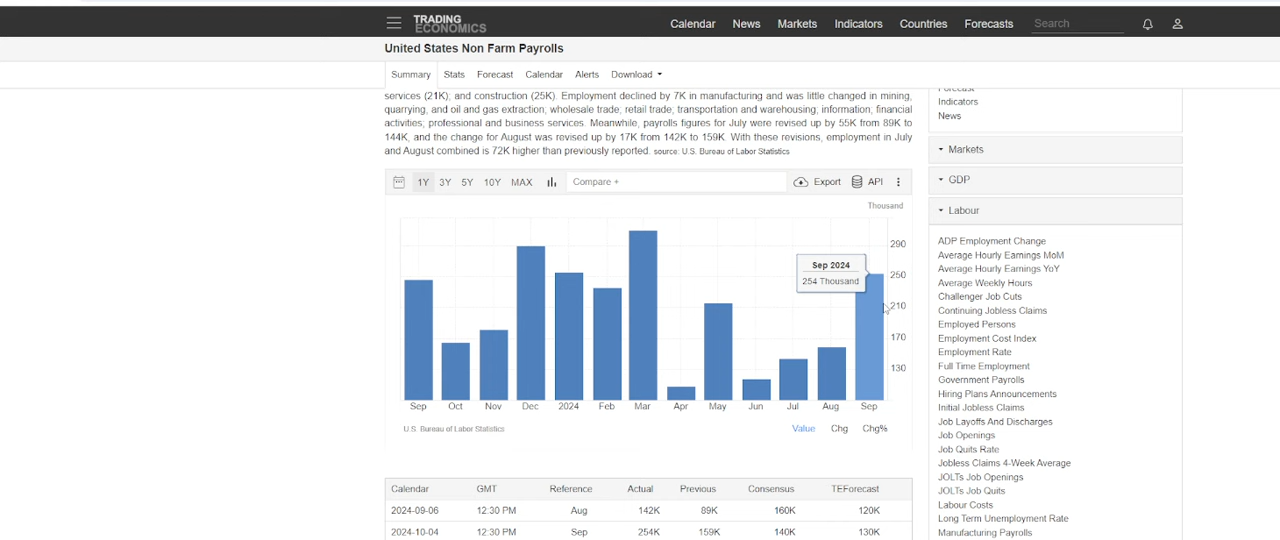 TRADING
ECONOMICS
Calendar News Markets Indicators Countries Forecasts Search
United States Non Farm Payrolls
Summary Stats Forecast Calendar Alerts Download
services (21K); and construction (25K). Employment declined by 7K in manufacturing and was little changed in mining,
quarrying, and oil and gas extraction; wholesale trade; retail trade; transportation and warehousing; information; financial
activities; professional and business services. Meanwhile, payrolls figures for July were revised up by 55K from 89K to
144K, and the change for August was revised up by 17K from 142K to 159K. With these revisions, employment in July
and August combined is 72K higher than previously reported. source: U.S. Bureau of Labor Statistics
1Y 3Y 5Y 10Y MAX Compare + Export API
Thousand
290
250
210
170
130
Sep 2024
254 Thousand
Sep Oct Nov Dec 2024 Feb Mar Apr May Jun Jul Aug Sep
U.S. Bureau of Labor Statistics
Value Chg Chg%
Calendar GMT Reference Actual Previous Consensus TEForecast
2024-09-06 12:30 PM Aug 142K 89K 160K 120K
2024-10-04 12:30 PM Sep 254K 159K 140K 130K
Forecast
Indicators
News
Markets
GDP
Labour
ADP Employment Change
Average Hourly Earnings MoM
Average Hourly Earnings YoY
Average Weekly Hours
Challenger Job Cuts
Continuing Jobless Claims
Employed Persons
Employment Cost Index
Employment Rate
Full Time Employment
Government Payrolls
Hiring Plans Announcements
Initial Jobless Claims
Job Layoffs And Discharges
Job Openings
Job Quits Rate
Jobless Claims 4-Week Average
JOLTs Job Openings
JOLTs Job Quits
Labour Costs
Long Term Unemployment Rate
Manufacturing Payrolls